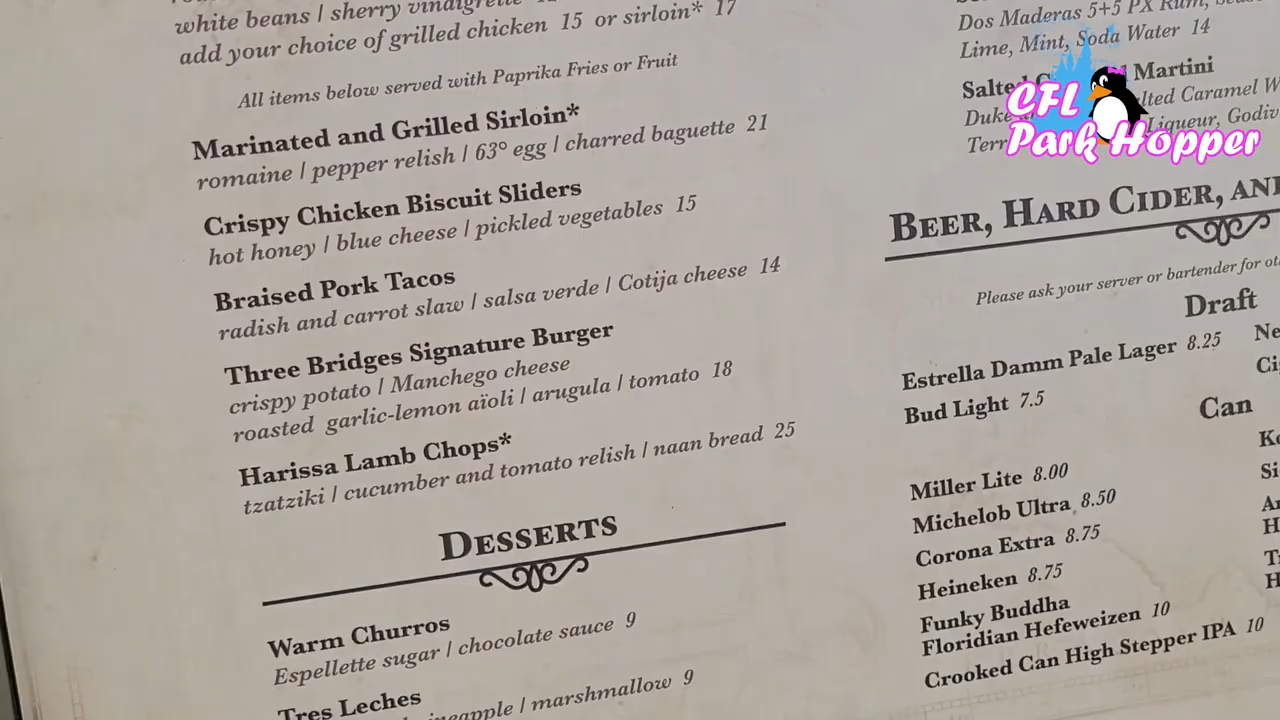 white beans | sherry vinaigrette
add your choice of grilled chicken 15 or sirloin* 17
All items below served with Paprika Fries or Fruit
Marinated and Grilled Sirloin*
romaine | pepper relish | 63° egg | charred baguette 21
Crispy Chicken Biscuit Sliders
hot honey | blue cheese | pickled vegetables 15
Braised Pork Tacos
radish and carrot slaw | salsa verde | Cotija cheese 14
Three Bridges Signature Burger
crispy potato | Manchego cheese
roasted garlic-lemon aïoli | arugula | tomato 18
Harissa Lamb Chops*
tzatziki | cucumber and tomato relish | naan bread 25
DESSERTS
Warm Churros
Espellette sugar | chocolate sauce 9
Tres Leches
| marshmallow 9
Dos Maderas 5+5 PX Rum,
Lime, Mint, Soda Water 14
Martini
Caramel
Liqueur,
CFL
Park Hopper
BEER, HARD CIDER,
Please ask your server or bartender for
Draft
Estrella Damm Pale Lager 8.25
Bud Light 7.5
Can
Miller Lite 8.00
Michelob Ultra 8.50
Corona Extra 8.75
Heineken 8.75
Funky Buddha
Floridian Hefeweizen 10
Crooked Can High Stepper IPA 10